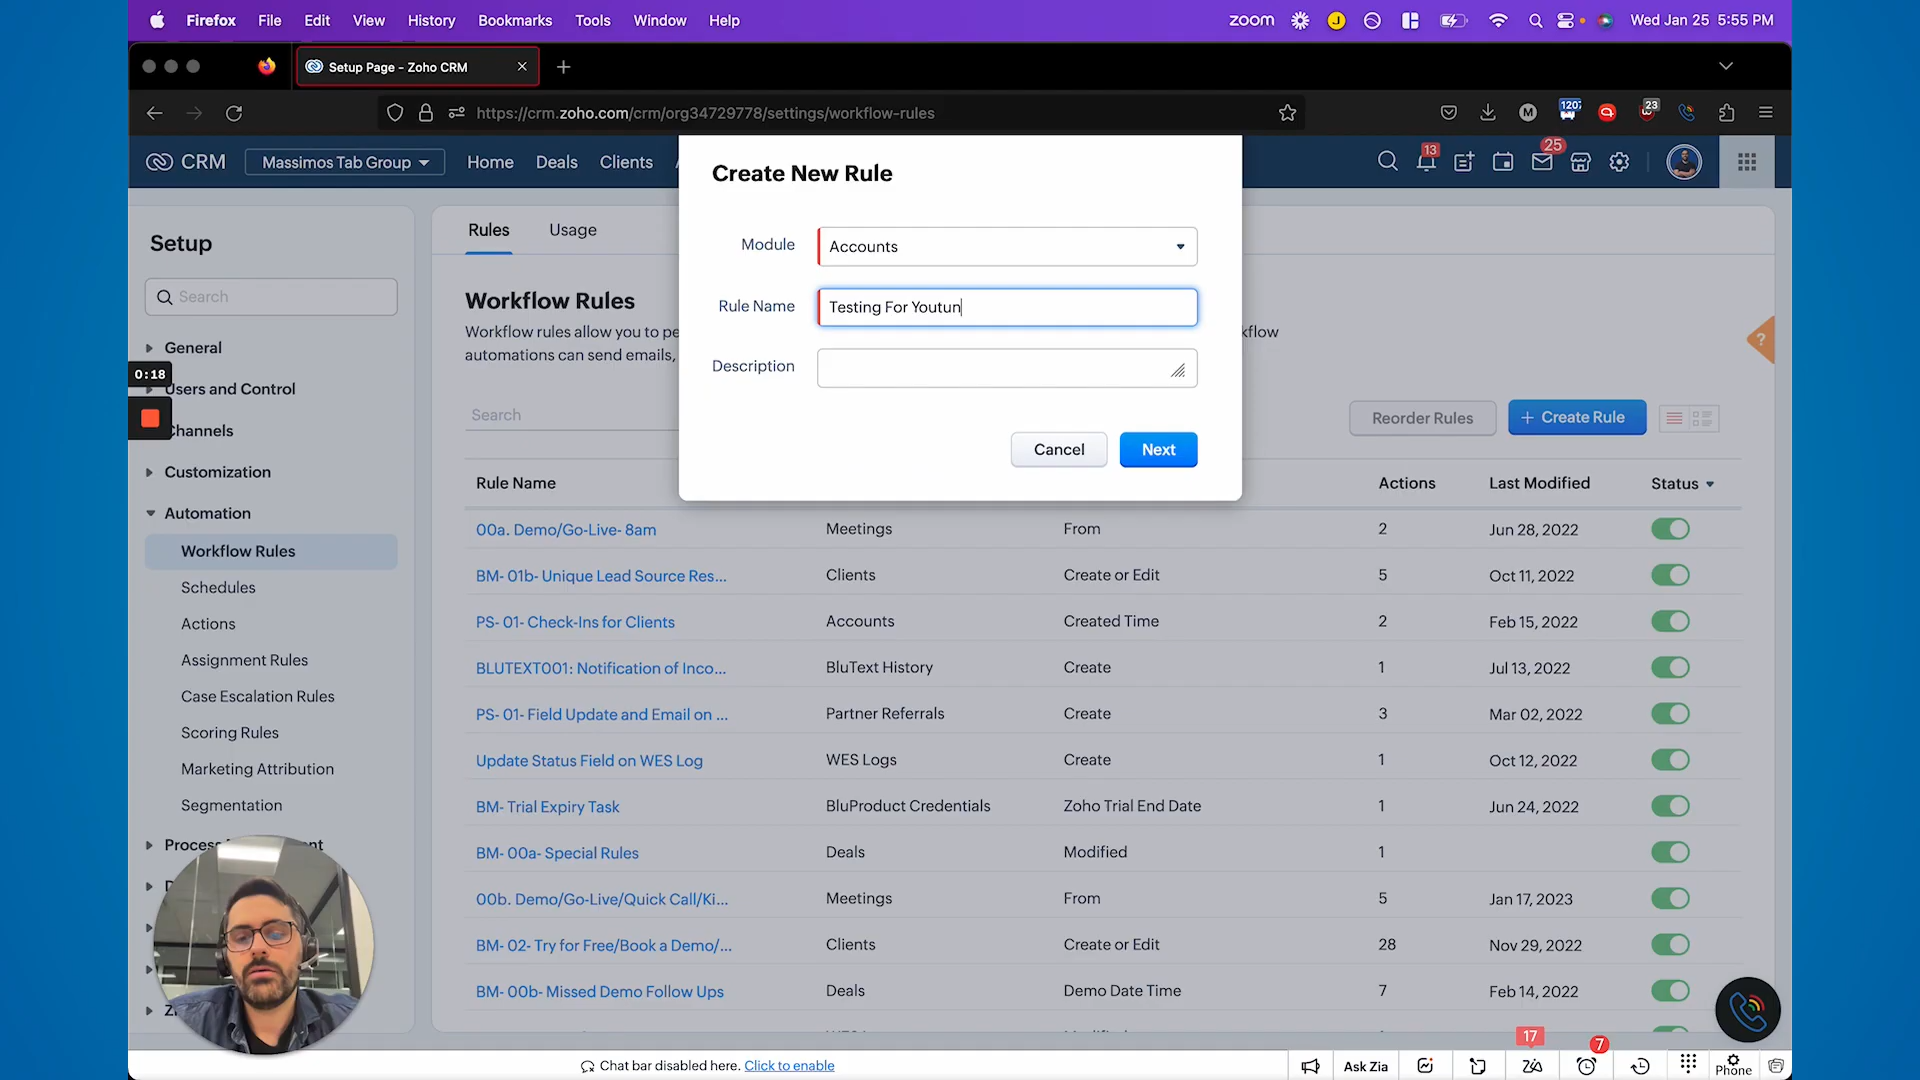 Firefox File Edit View History Bookmarks Tools Window Help
zoom J Wed Jan 25 5:55 PM
Setup Page - Zoho CRM
https://crm.zoho.com/crm/org34729778/settings/workflow-rules
M 1207 23
CRM Massimos Tab Group Home Deals Clients
13 25
Create New Rule
Module Accounts
Rule Name Testing For Youtun
Description
Cancel Next
Setup
Search
General
Users and Control
Channels
Customization
Automation
Workflow Rules
Schedules
Actions
Assignment Rules
Case Escalation Rules
Scoring Rules
Marketing Attribution
Segmentation
0:18
Rules Usage
Workflow Rules
Workflow rules allow you to pe
automations can send emails,
?
Search
Reorder Rules + Create Rule
Rule Name Actions Last Modified Status
00a. Demo/Go-Live- 8am Meetings From 2 Jun 28, 2022
BM- 01b- Unique Lead Source Res... Clients Create or Edit 5 Oct 11, 2022
PS- 01- Check-Ins for Clients Accounts Created Time 2 Feb 15, 2022
BLUTEXT001: Notification of Inco... BluText History Create 1 Jul 13, 2022
PS- 01- Field Update and Email on ... Partner Referrals Create 3 Mar 02, 2022
Update Status Field on WES Log WES Logs Create 1 Oct 12, 2022
BM- Trial Expiry Task BluProduct Credentials Zoho Trial End Date 1 Jun 24, 2022
BM- 00a- Special Rules Deals Modified 1
00b. Demo/Go-Live/Quick Call/Ki... Meetings From 5 Jan 17, 2023
BM- 02- Try for Free/Book a Demo/... Clients Create or Edit 28 Nov 29, 2022
BM- 00b- Missed Demo Follow Ups Deals Demo Date Time 7 Feb 14, 2022
Chat bar disabled here. Click to enable
Ask Zia 17 7 Phone